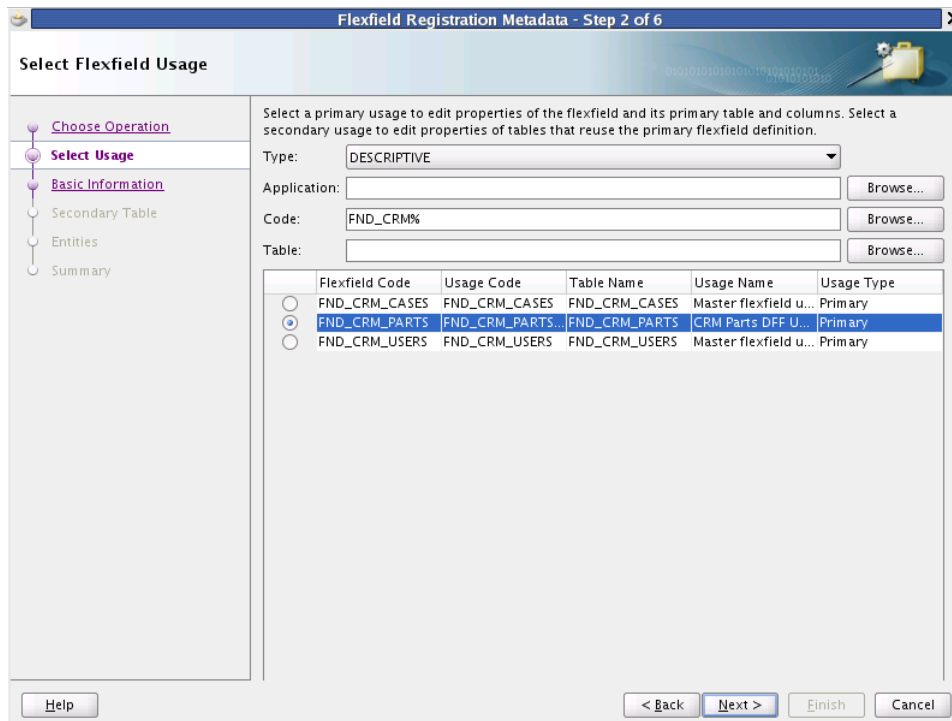 Flexfield Registration Metadata - Step 2 of 6
Select Flexfield Usage
Choose Operation
Select Usage
Basic Information
Secondary Table
Entities
Summary
Select a primary usage to edit properties of the flexfield and its primary table and columns. Select a
secondary usage to edit properties of tables that reuse the primary flexfield definition.
Type: DESCRIPTIVE
Application: Browse...
Code: FND_CRM% Browse...
Table: Browse...
Flexfield Code Usage Code Table Name Usage Name Usage Type
FND_CRM_CASES FND_CRM_CASES FND_CRM_CASES Master flexfield u... Primary
FND_CRM_PARTS FND_CRM_PARTS... FND_CRM_PARTS CRM Parts DFF U... Primary
FND_CRM_USERS FND_CRM_USERS FND_CRM_USERS Master flexfield u... Primary
Help < Back Next > Finish Cancel